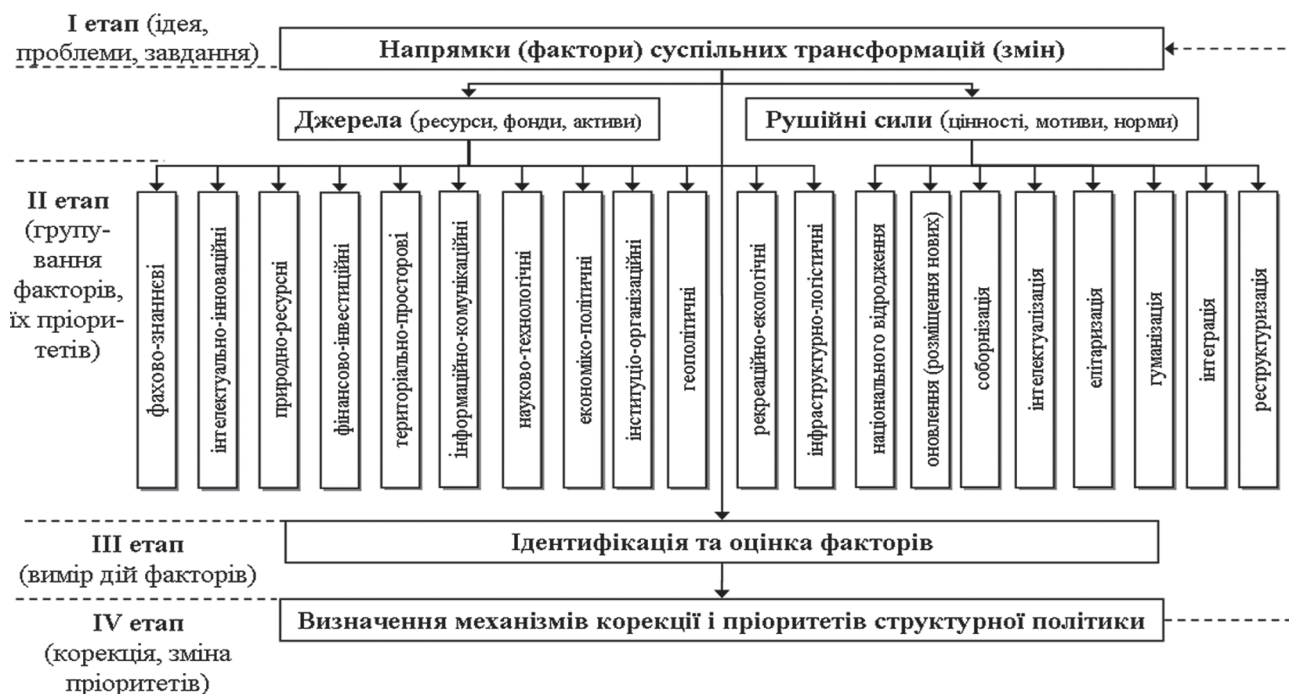 І етап (ідея,
проблеми, завдання)
Напрямки (фактори) суспільних трансформацій (змін)
Джерела (ресурси, фонди, активи)
Рушійні сили (цінності, мотиви, норми)
ІІ етап
(групу-
вання
факторів,
їх пріори-
тетів)
фахово-знаннєві
інтелектуально-інноваційні
природно-ресурсні
фінансово-інвестиційні
територіально-просторові
інформаційно-комунікаційні
науково-технологічні
економіко-політичні
інституціо-організаційні
геополітичні
рекреаційно-екологічні
інфраструктурно-логістичні
національного відродження
оновлення (розміщення нових)
соборнізація
інтелектуалізація
елітаризація
гуманізація
інтеграція
реструктуризація
ІІІ етап
(вимір дій факторів)
Ідентифікація та оцінка факторів
ІV етап
(корекція, зміна
пріоритетів)
Визначення механізмів корекції і пріоритетів структурної політики